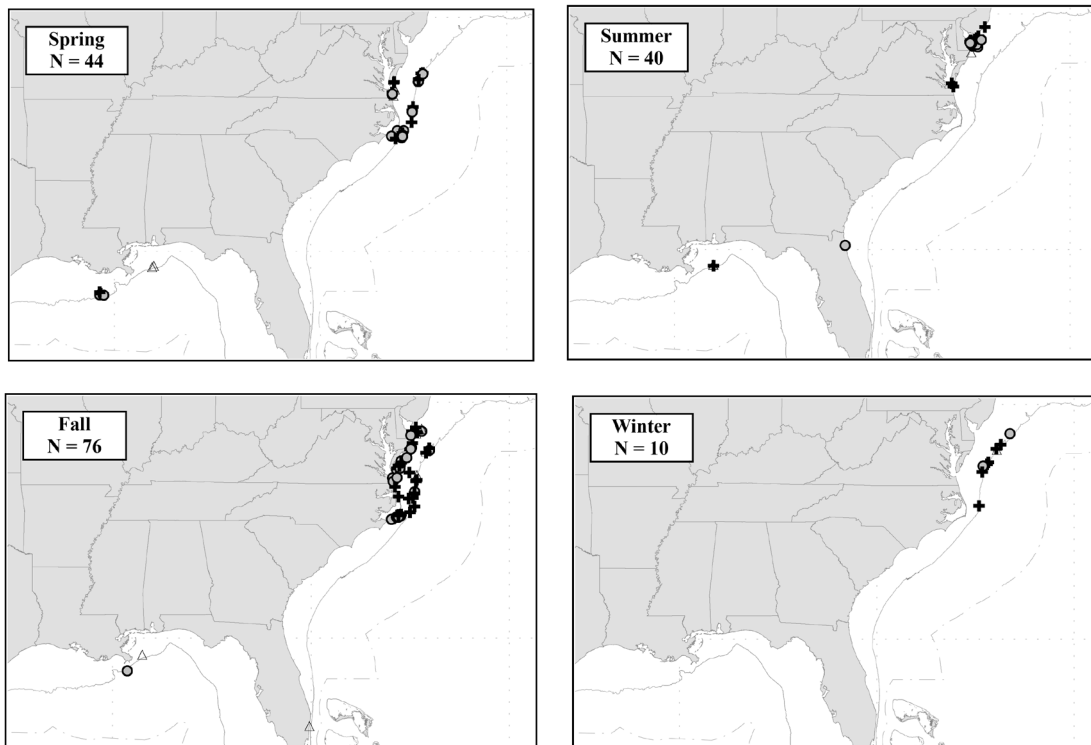 Spring
N = 44
Summer
N = 40
Fall
N = 76
Winter
N = 10